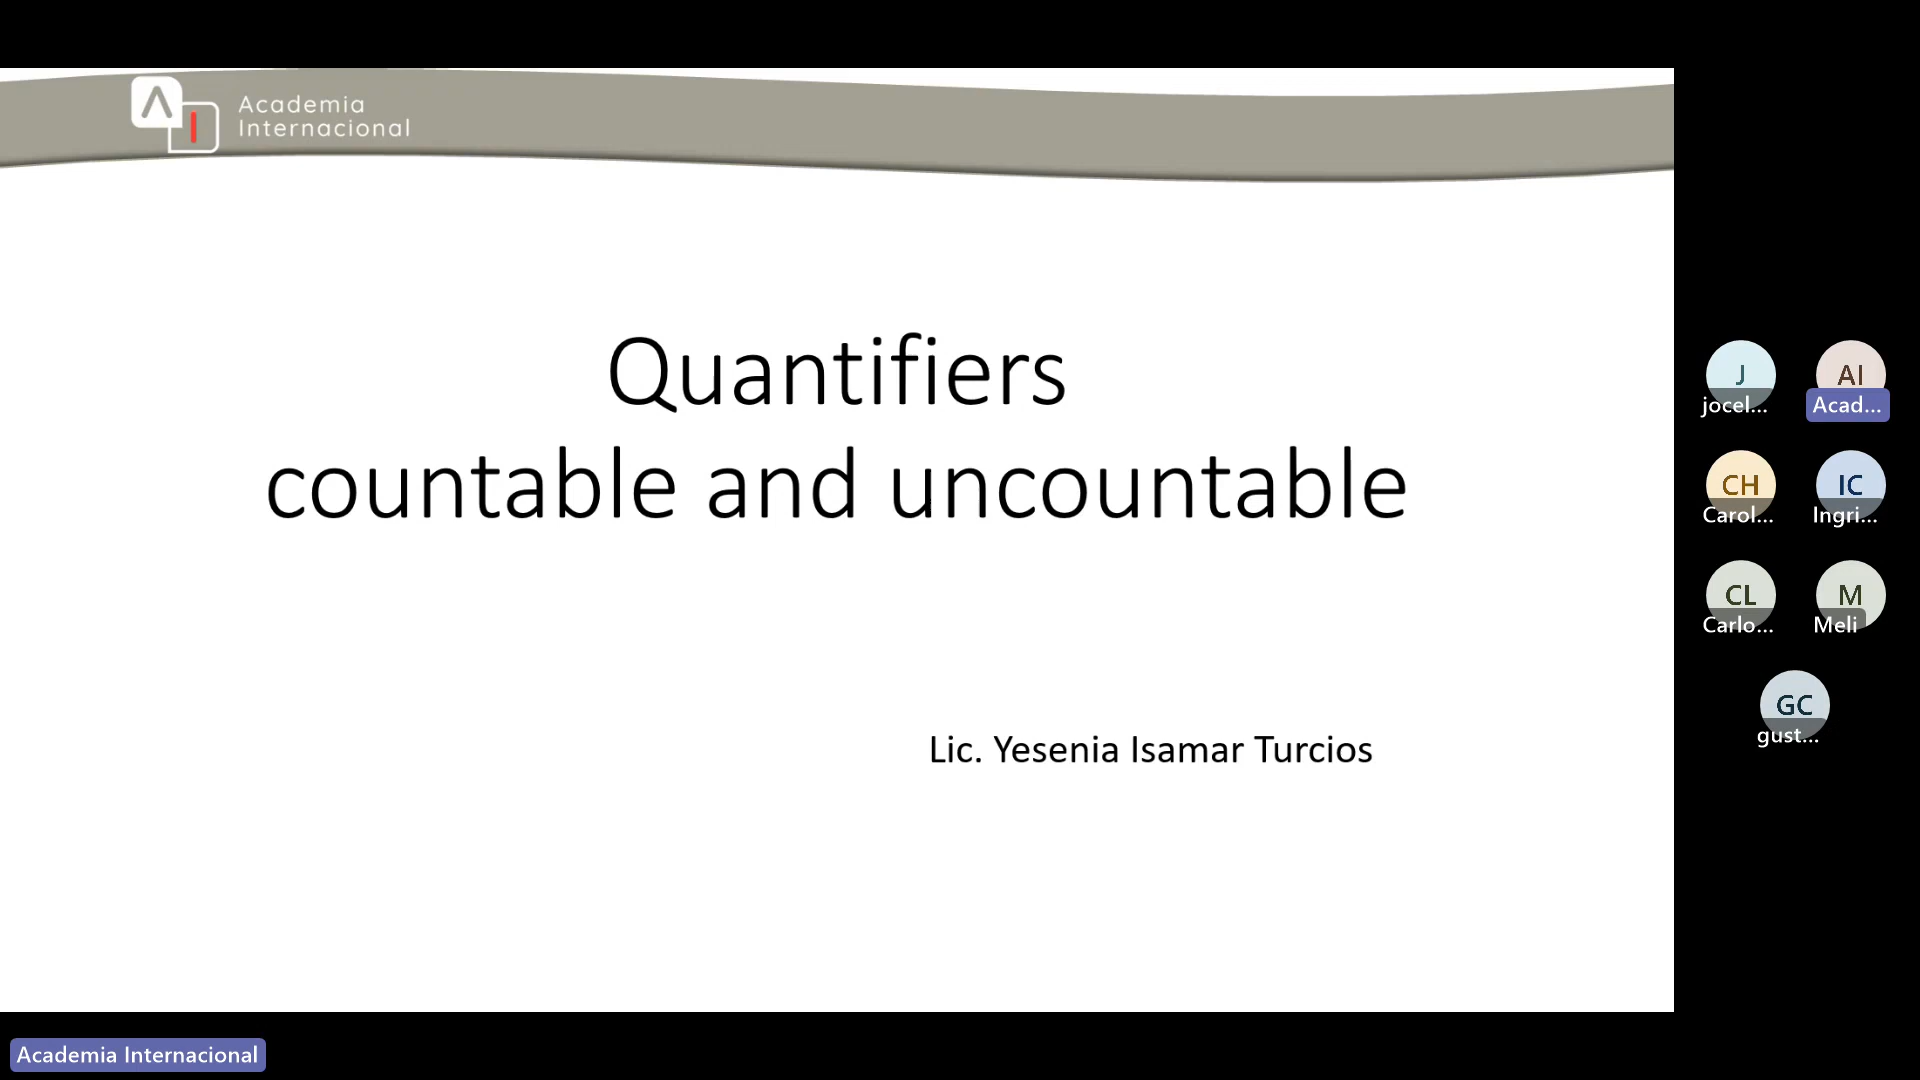 Academia
Internacional
Quantifiers
countable and uncountable
Lic. Yesenia Isamar Turcios
J
jocel...
AI
Acad...
CH
Carol...
IC
Ingri...
CL
Carlo...
M
Meli
GC
gust...
Academia Internacional